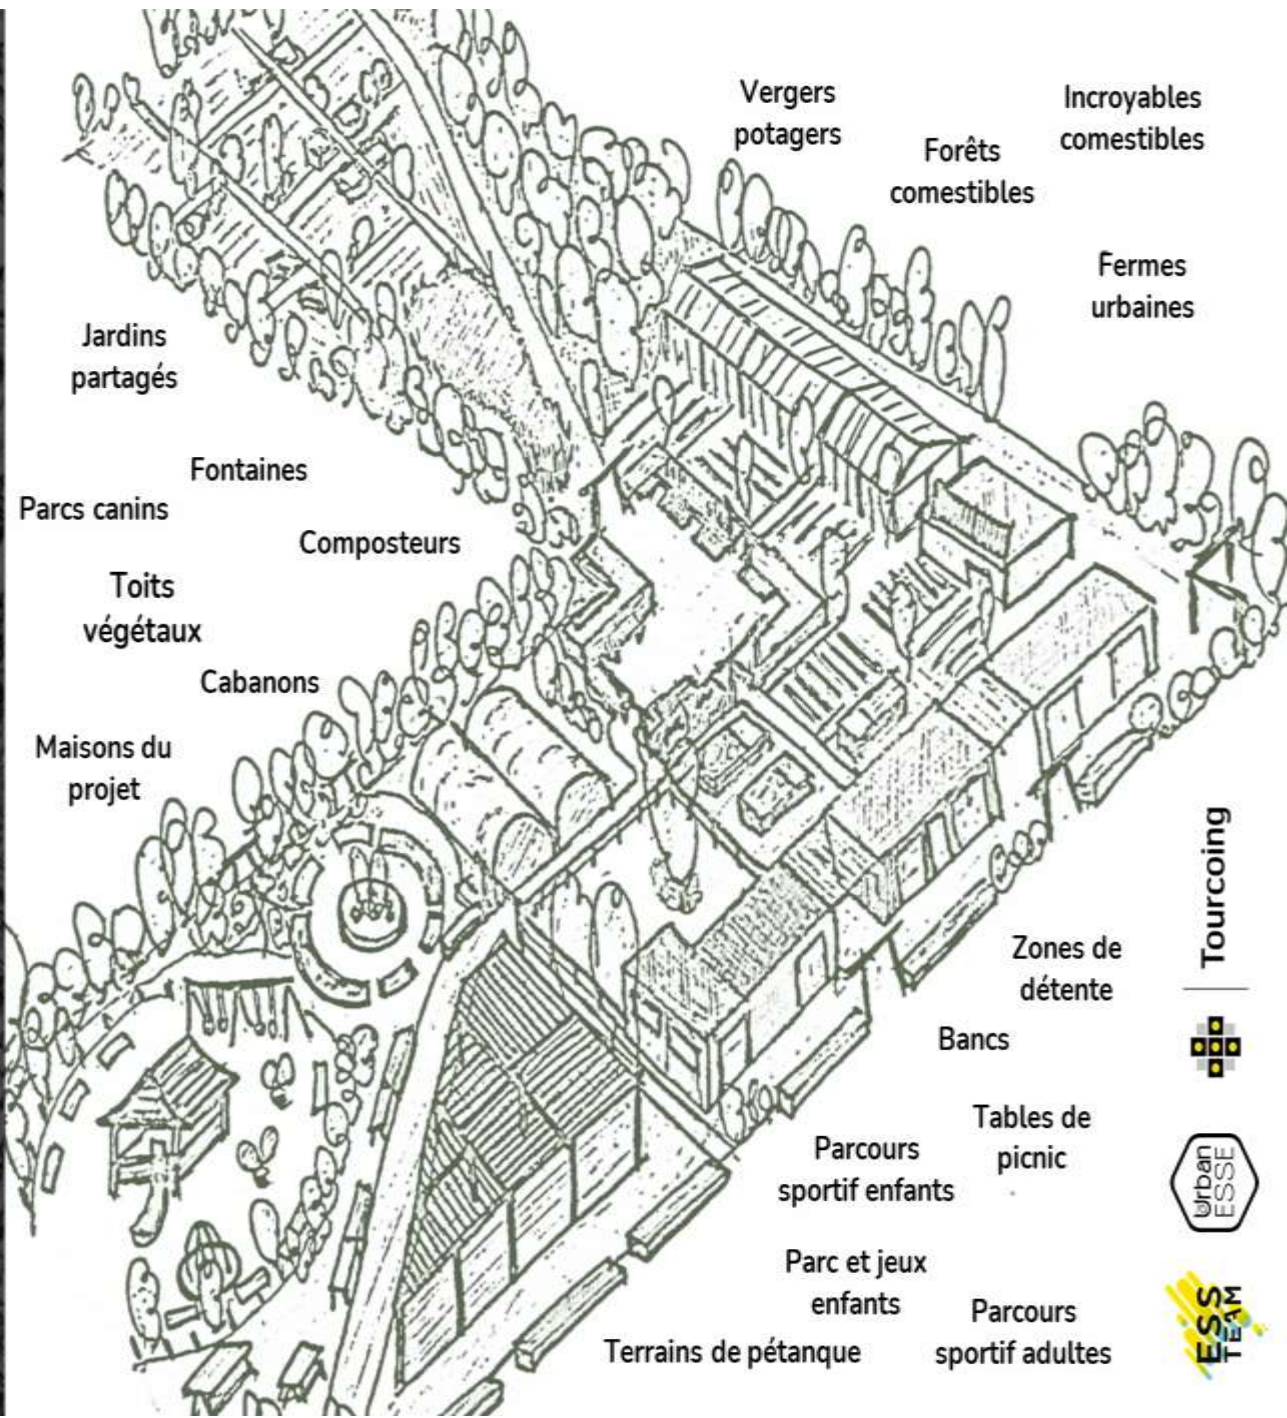 Vergers
potagers
Incroyables
comestibles
Forêts
comestibles
Fermes
urbaines
Jardins
partagés
Fontaines
Parcs canins
Composteurs
Toits
végétaux
Cabanons
Maisons du
projet
Tourcoing
Zones de
détente
Bancs
Tables de
picnic
Parcours
sportif enfants
Urban
ESSE
Parc et jeux
enfants
Parcours
sportif adultes
Terrains de pétanque
ESS
TEAM